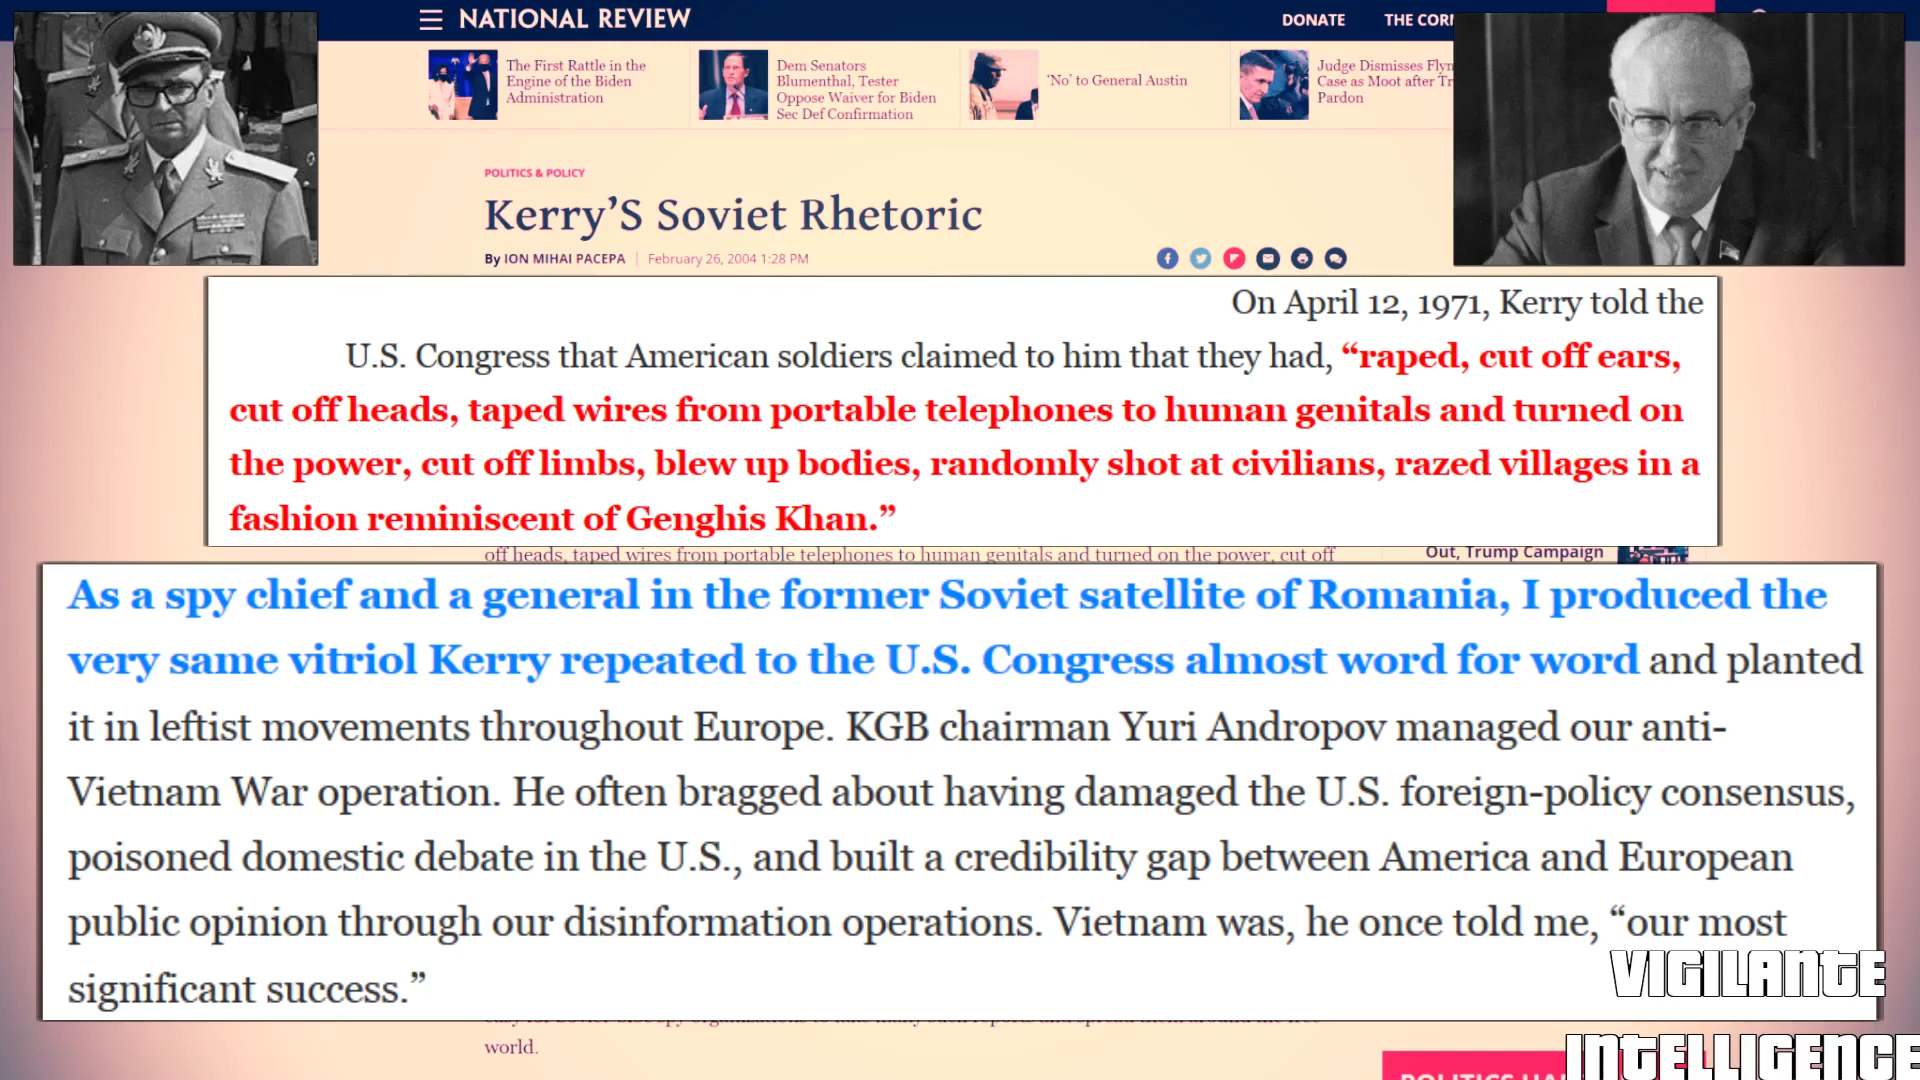 NATIONAL REVIEW
DONATE
THE
The First Rattle in the
Engine of the Biden
Administration
Dem Senators
Blumenthal, Tester
Oppose Waiver for Biden
Sec Def Confirmation
‘No’ to General Austin
Judge Dismisses
Case as Moot after
Pardon
POLITICS & POLICY
Kerry’S Soviet Rhetoric
By ION MIHAI PACEPA
February 26, 2004 1:28 PM
On April 12, 1971, Kerry told the
U.S. Congress that American soldiers claimed to him that they had, “raped, cut off ears,
cut off heads, taped wires from portable telephones to human genitals and turned on
the power, cut off limbs, blew up bodies, randomly shot at civilians, razed villages in a
fashion reminiscent of Genghis Khan.”
off heads, taped wires from portable telephones to human genitals and turned on the power, cut off
Out, Trump Campaign
As a spy chief and a general in the former Soviet satellite of Romania, I produced the
very same vitriol Kerry repeated to the U.S. Congress almost word for word and planted
it in leftist movements throughout Europe. KGB chairman Yuri Andropov managed our anti-
Vietnam War operation. He often bragged about having damaged the U.S. foreign-policy consensus,
poisoned domestic debate in the U.S., and built a credibility gap between America and European
public opinion through our disinformation operations. Vietnam was, he once told me, “our most
significant success.”
world.
VIGILANTE
INTELLIGENCE